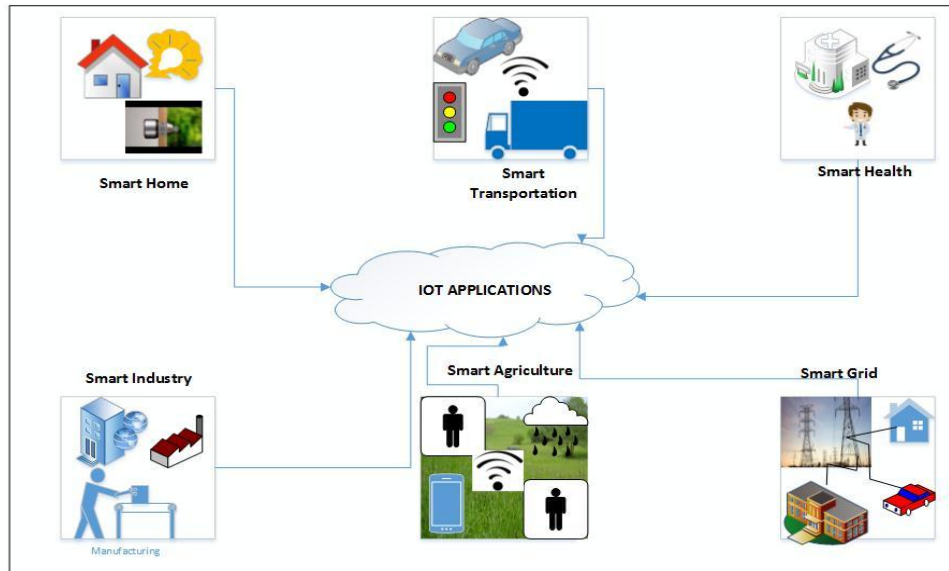 Smart Home
Smart
Transportation
Smart Health
IOT APPLICATIONS
Smart Industry
Smart Agriculture
Smart Grid
Manufacturing